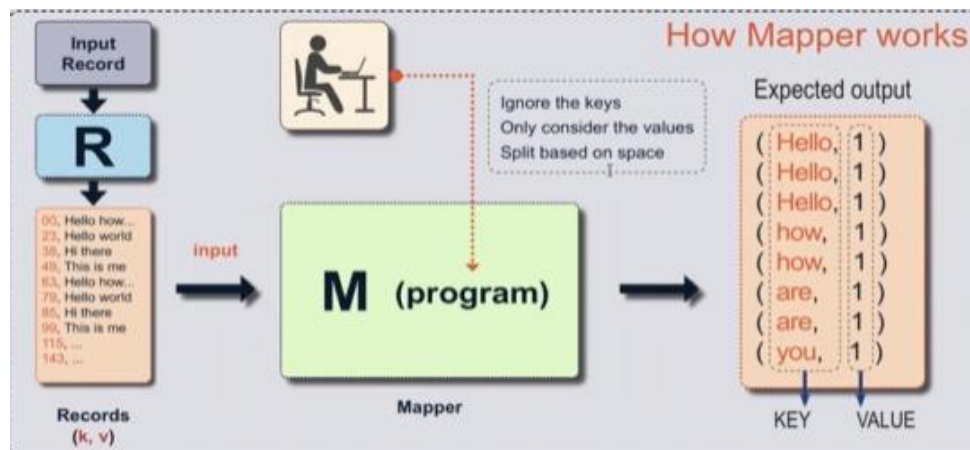 How Mapper works
Input
Record
R
00, Hello how...
23, Hello world
38, Hi there
49, This is me
63, Hello how...
79, Hello world
85, Hi there
99, This is me
115, ...
143, ...
Records
(k, v)
input
Ignore the keys
Only consider the values
Split based on space
M (program)
Mapper
Expected output
( Hello, 1 )
( Hello, 1 )
( Hello, 1 )
( how, 1 )
( how, 1 )
( are, 1 )
( are, 1 )
( you, 1 )
KEY VALUE